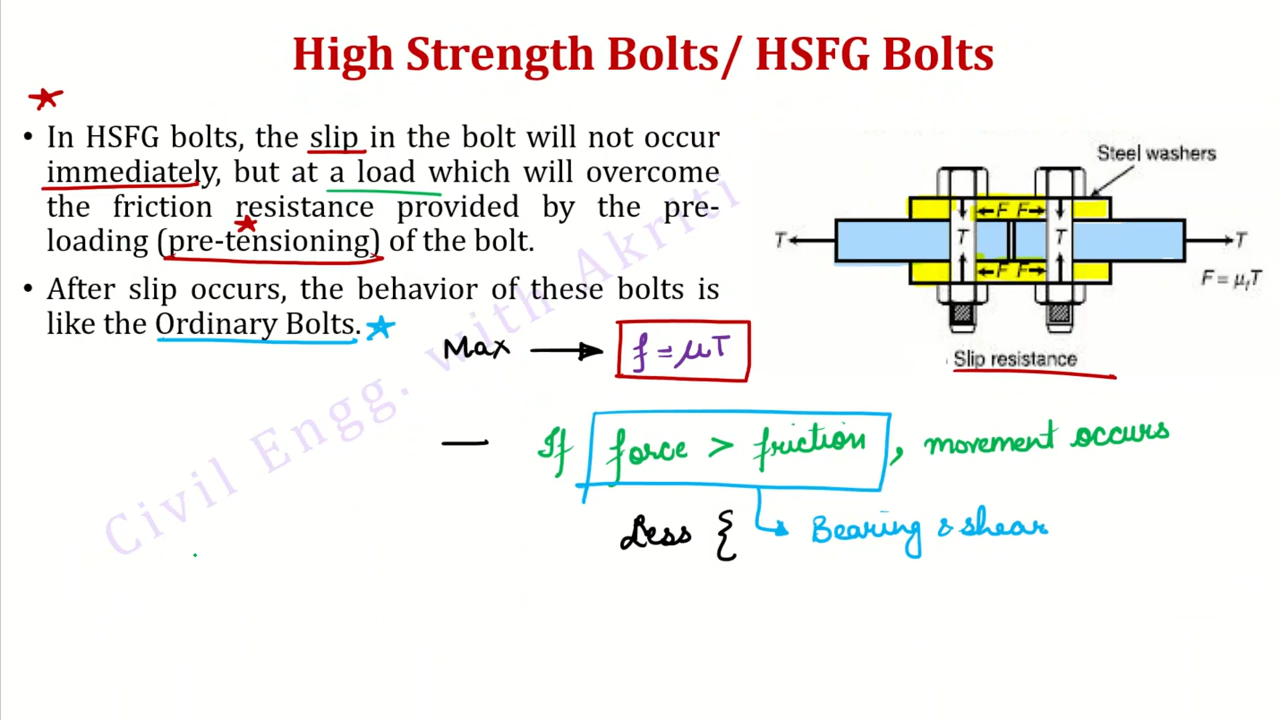 High Strength Bolts/ HSFG Bolts
• In HSFG bolts, the slip in the bolt will not occur
immediately, but at a load which will overcome
the friction resistance provided by the pre-
loading (pre-tensioning) of the bolt.
• After slip occurs, the behavior of these bolts is
like the Ordinary Bolts.
Steel washers
F F
T T
T T
F F
F = μfT
Slip resistance
Max → f = μT
— If force > friction, movement occurs
Less { Bearing & shear
Civil Engg. with Akriti